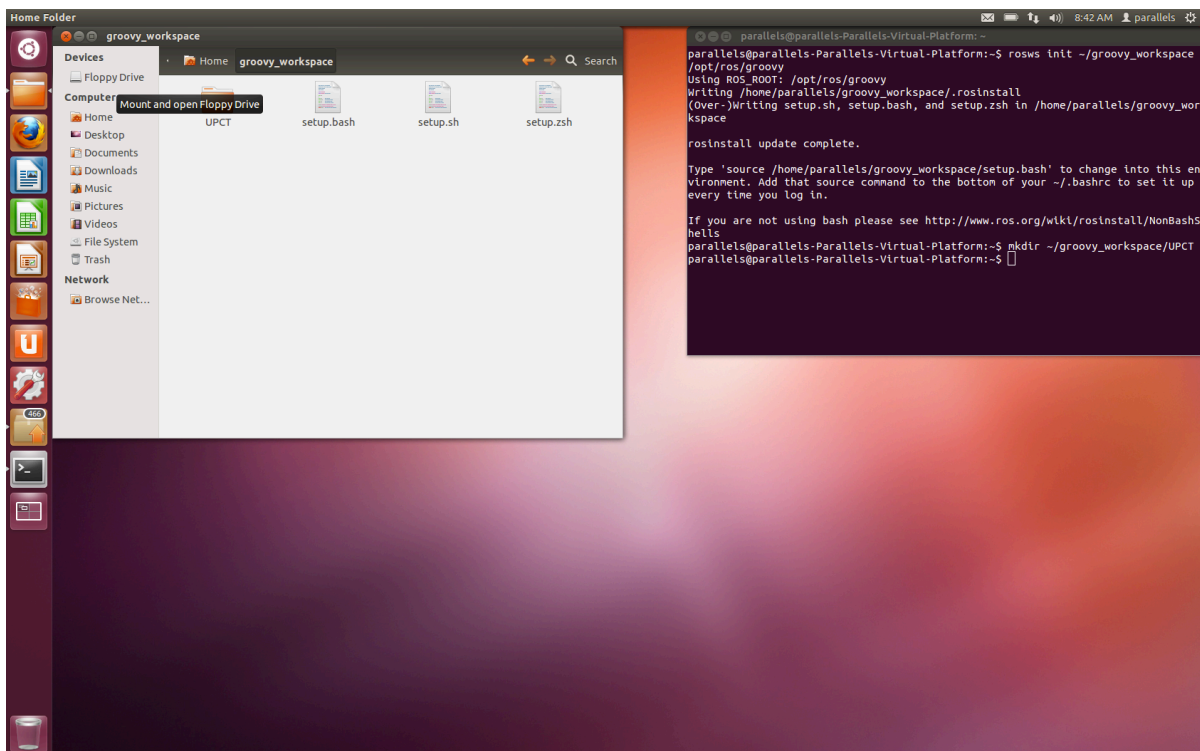 Home Folder
8:42 AM parallels
groovy_workspace
Devices
Floppy Drive
Computer
Mount and open Floppy Drive
Home
Desktop
Documents
Downloads
Music
Pictures
Videos
File System
Trash
Network
Browse Net...
Home groovy_workspace Search
UPCT setup.bash setup.sh setup.zsh
466
parallels@parallels-Parallels-Virtual-Platform: ~
parallels@parallels-Parallels-Virtual-Platform:~$ rosws init ~/groovy_workspace
/opt/ros/groovy
Using ROS_ROOT: /opt/ros/groovy
Writing /home/parallels/groovy_workspace/.rosinstall
(Over-)Writing setup.sh, setup.bash, and setup.zsh in /home/parallels/groovy_wor
kspace
rosinstall update complete.
Type 'source /home/parallels/groovy_workspace/setup.bash' to change into this en
vironment. Add that source command to the bottom of your ~/.bashrc to set it up
every time you log in.
If you are not using bash please see http://www.ros.org/wiki/rosinstall/NonBashS
hells
parallels@parallels-Parallels-Virtual-Platform:~$ mkdir ~/groovy_workspace/UPCT
parallels@parallels-Parallels-Virtual-Platform:~$